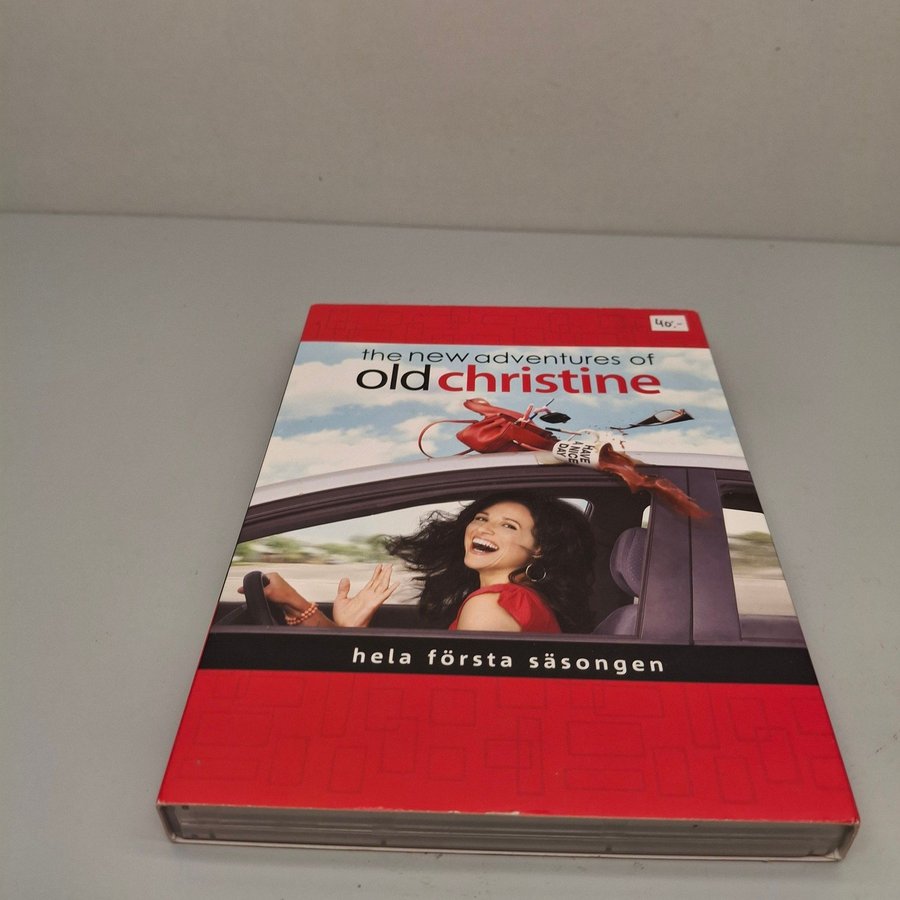 40:-
the new adventures of
old christine
HAVE
A NICE
DAY
hela första säsongen